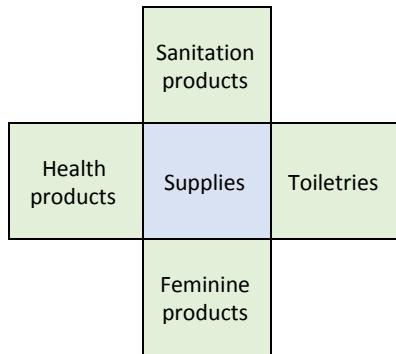 Sanitation
products
Health
products
Supplies
Toiletries
Feminine
products